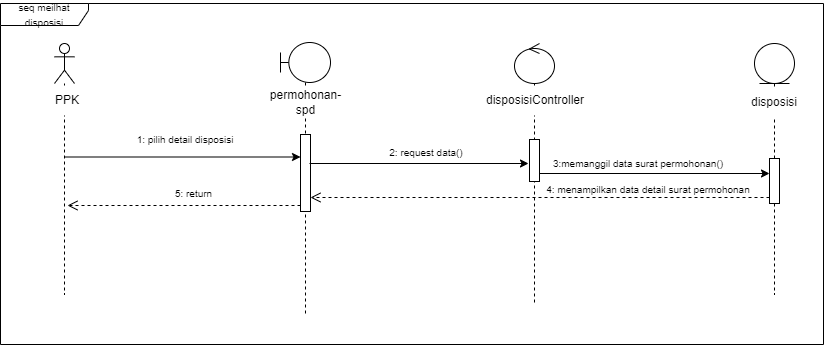 seq meilhat
disposisi
PPK
permohonan-
spd
disposisiController
disposisi
1: pilih detail disposisi
2: request data()
3:memanggil data surat permohonan()
4: menampilkan data detail surat permohonan
5: return